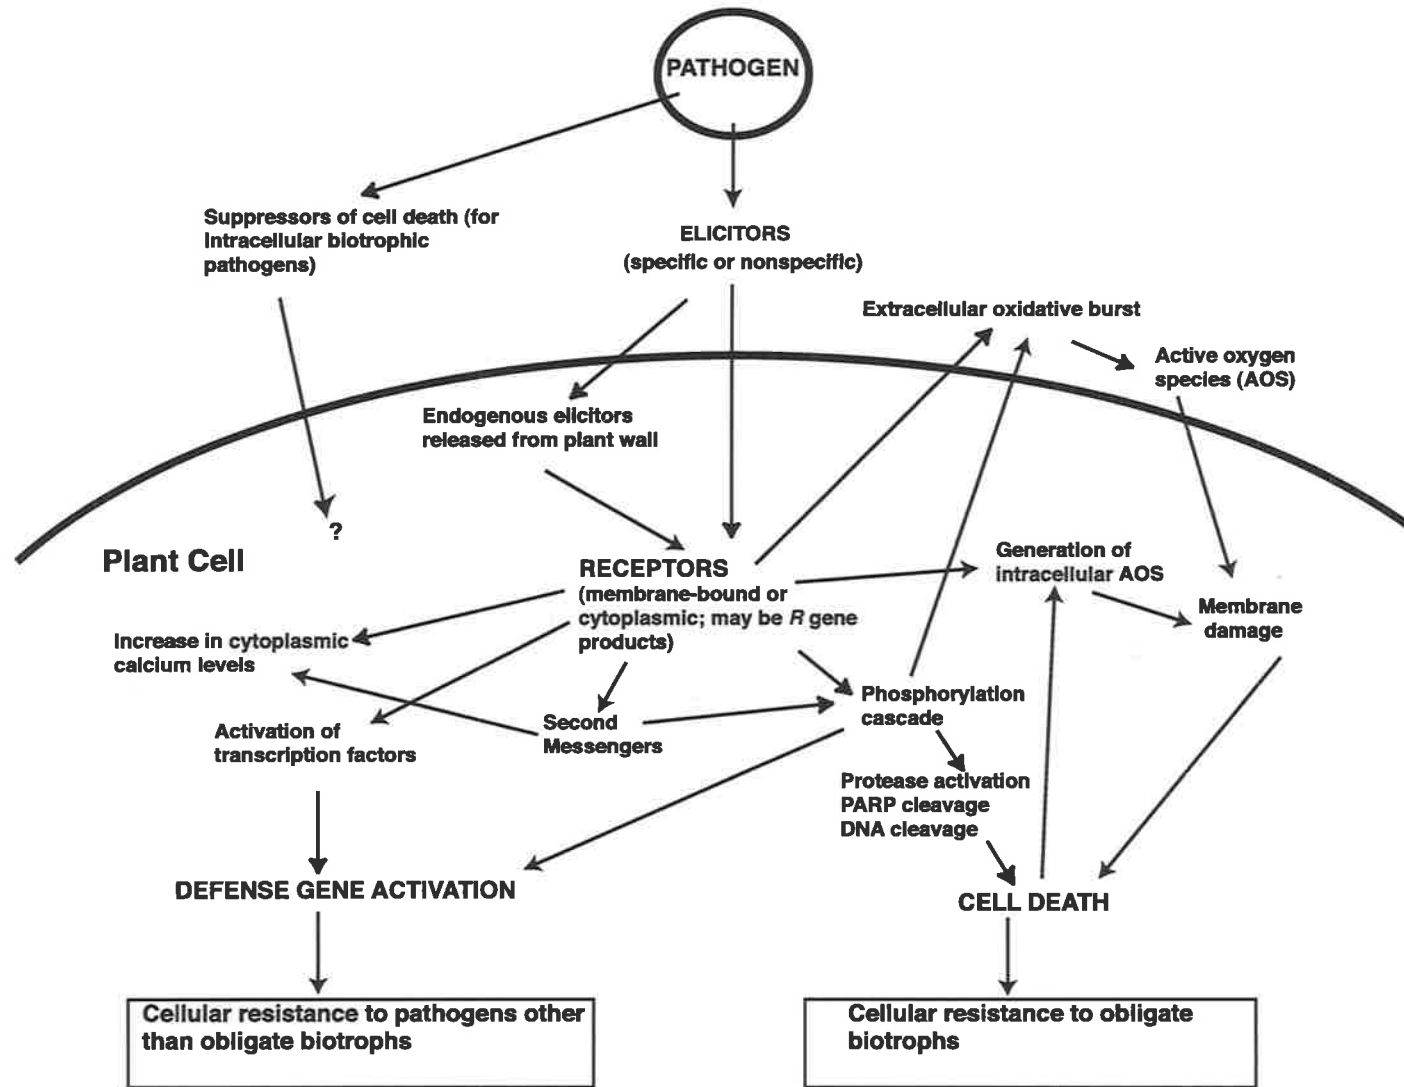 PATHOGEN
Suppressors of cell death (for
intracellular biotrophic
pathogens)
ELICITORS
(specific or nonspecific)
Extracellular oxidative burst
Active oxygen
species (AOS)
Endogenous elicitors
released from plant wall
?
Plant Cell
RECEPTORS
(membrane-bound or
cytoplasmic; may be R gene
products)
Generation of
intracellular AOS
Membrane
damage
Increase in cytoplasmic
calcium levels
Activation of
transcription factors
Second
Messengers
Phosphorylation
cascade
Protease activation
PARP cleavage
DNA cleavage
DEFENSE GENE ACTIVATION
CELL DEATH
Cellular resistance to pathogens other
than obligate biotrophs
Cellular resistance to obligate
biotrophs